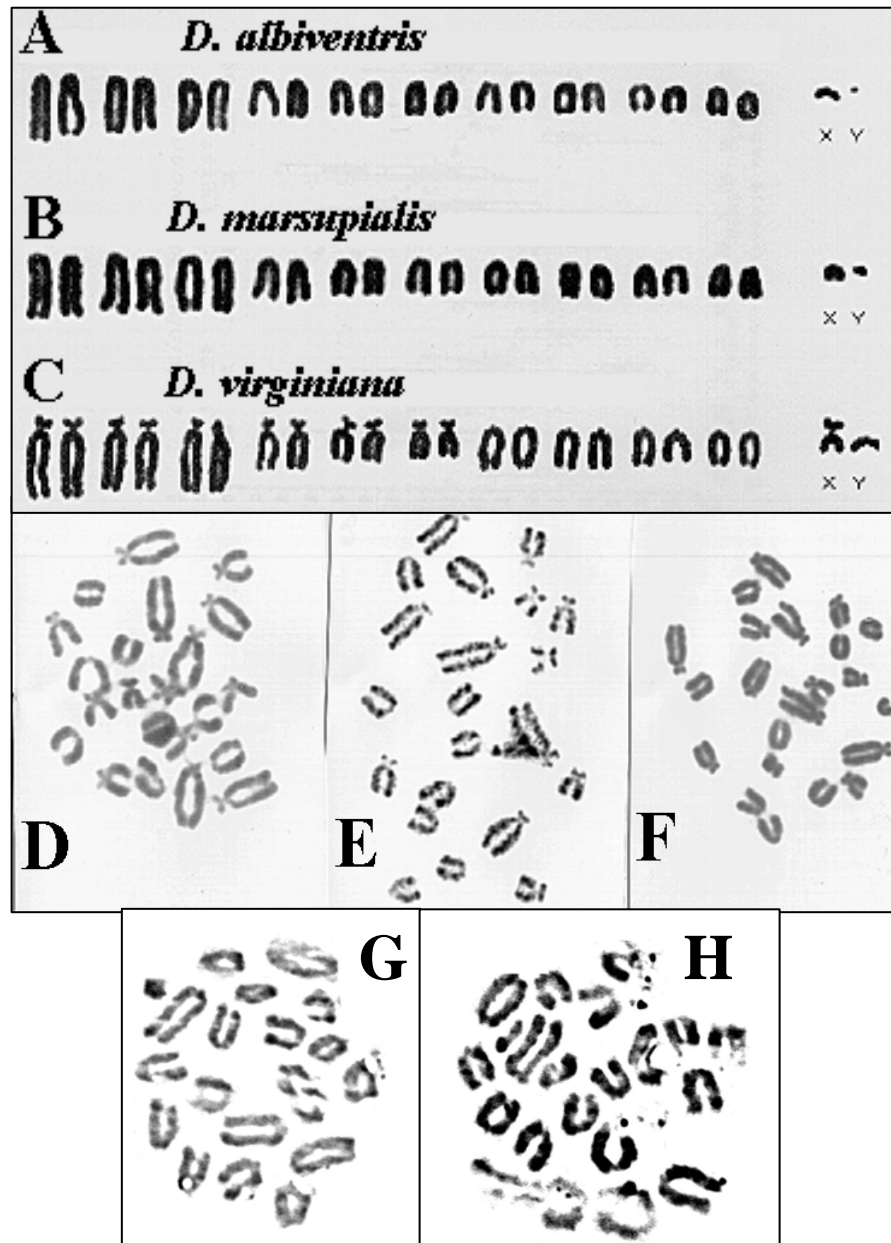 A D. albiventris
X Y
B D. marsupialis
X Y
C D. virginiana
X Y
D E F
G H